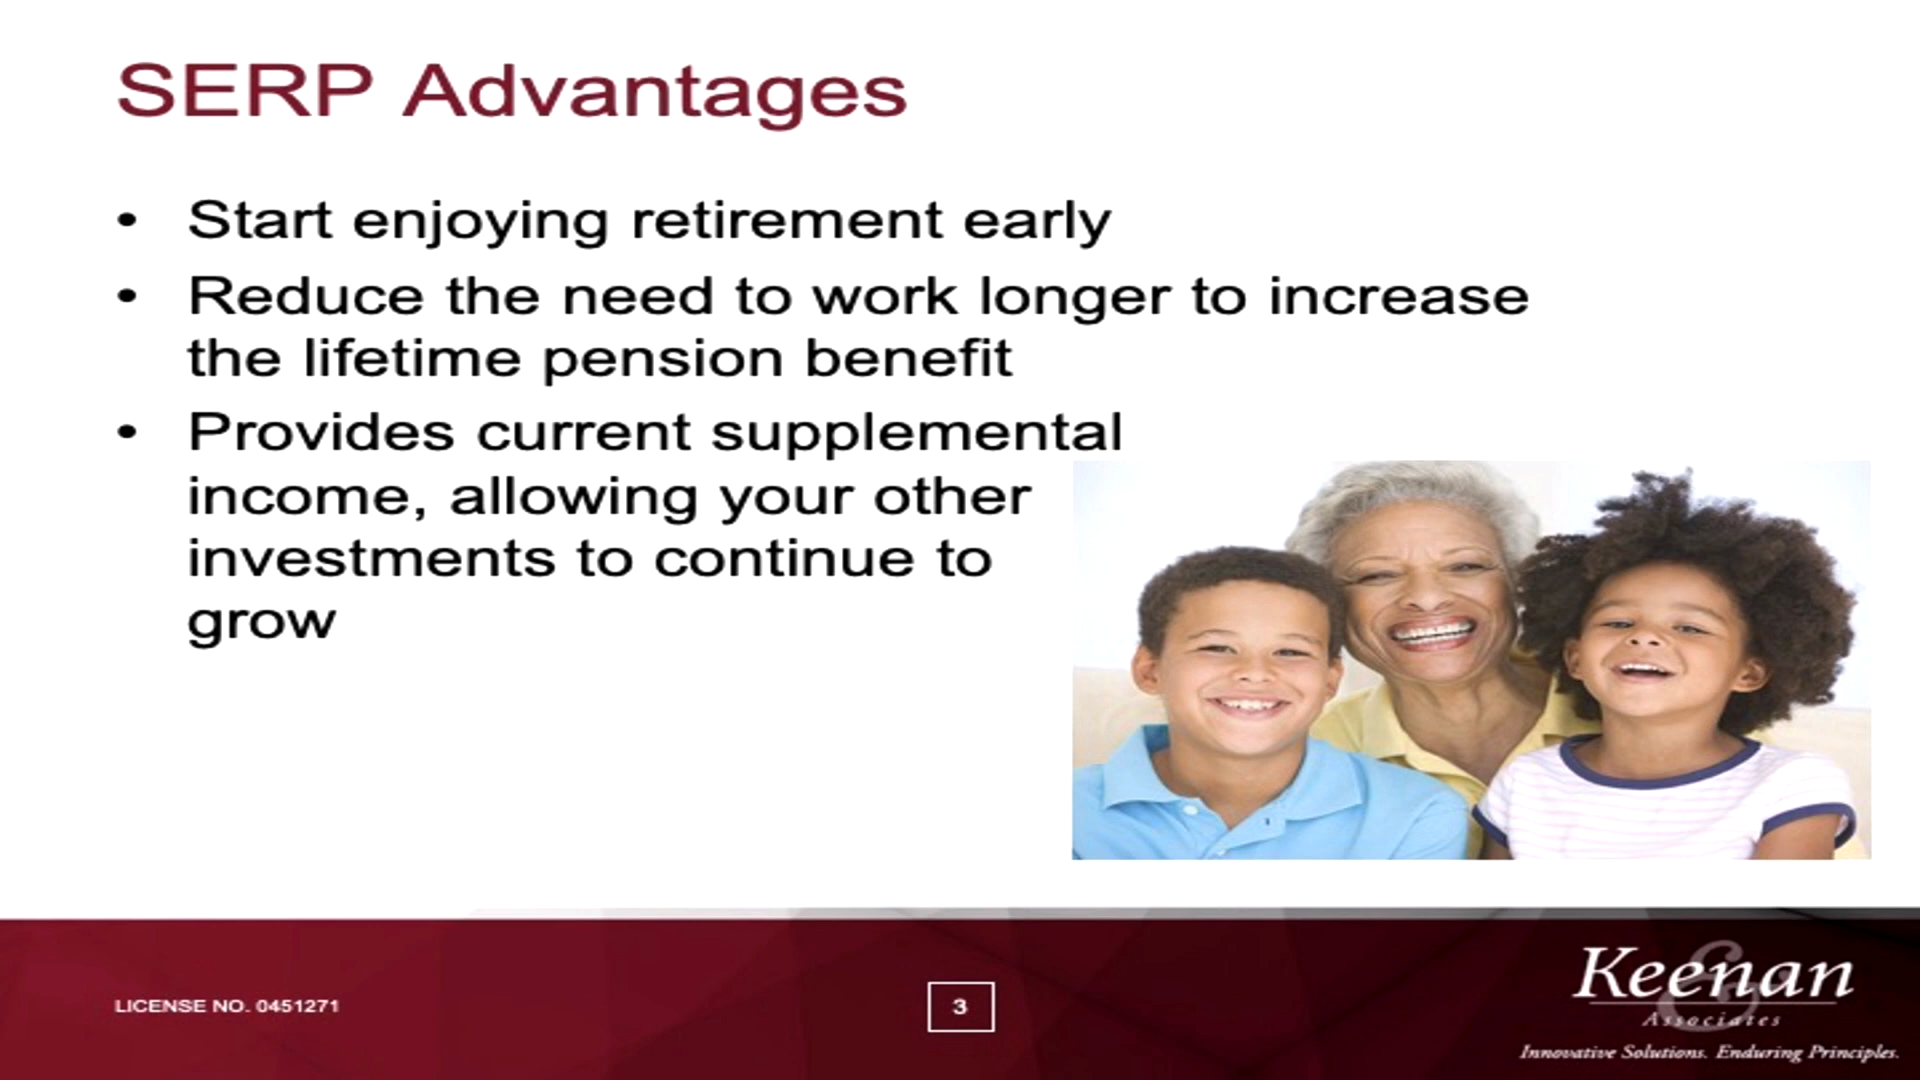 SERP Advantages
• Start enjoying retirement early
• Reduce the need to work longer to increase
the lifetime pension benefit
• Provides current supplemental
income, allowing your other
investments to continue to
grow
LICENSE NO. 0451271
3
Keenan
&
Associates
Innovative Solutions. Enduring Principles.